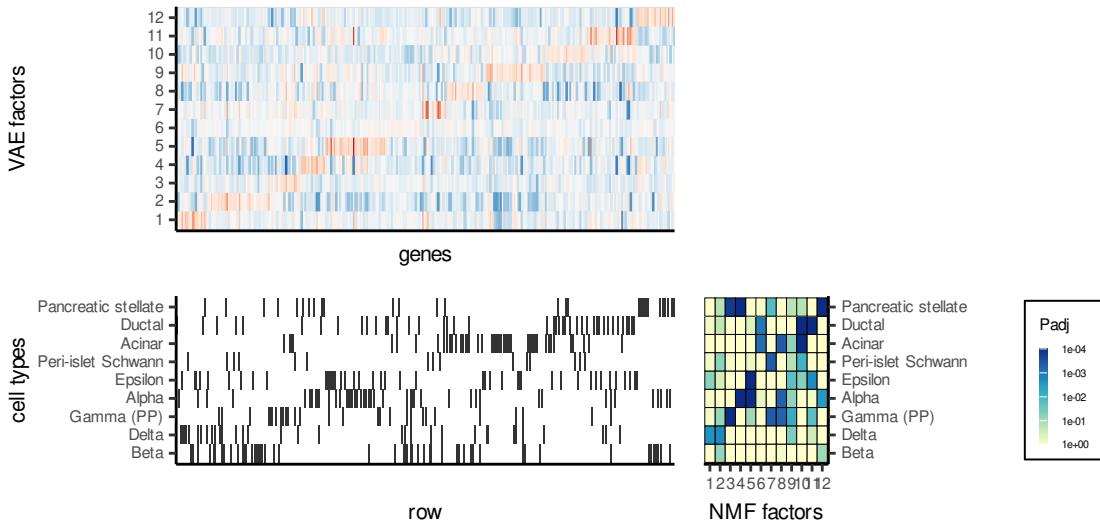 VAE factors
12
11
10
9
8
7
6
5
4
3
2
1
genes
cell types
Pancreatic stellate
Ductal
Acinar
Peri-islet Schwann
Epsilon
Alpha
Gamma (PP)
Delta
Beta
row
Pancreatic stellate
Ductal
Acinar
Peri-islet Schwann
Epsilon
Alpha
Gamma (PP)
Delta
Beta
1 2 3 4 5 6 7 8 9 10 11 12
NMF factors
Padj
1e-04
1e-03
1e-02
1e-01
1e+00